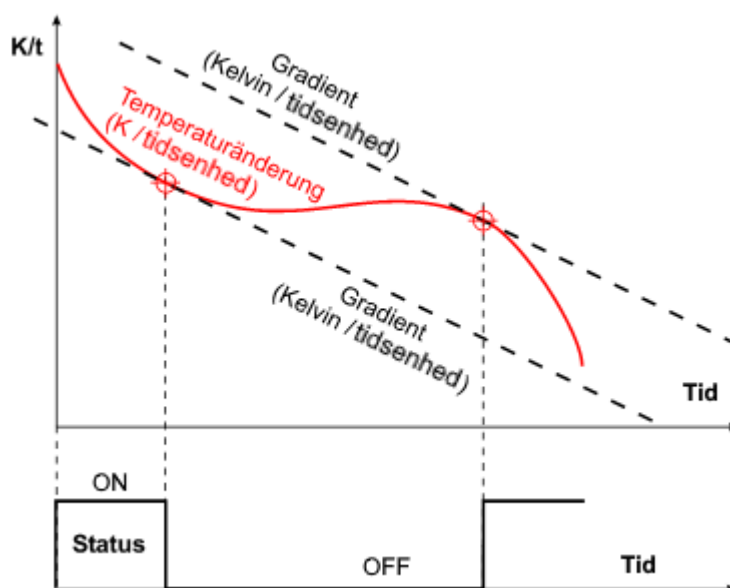 K/t
Gradient
(Kelvin / tidsenhed)
Temperaturänderung
(K / tidsenhed)
Gradient
(Kelvin / tidsenhed)
Tid
ON
Status
OFF
Tid